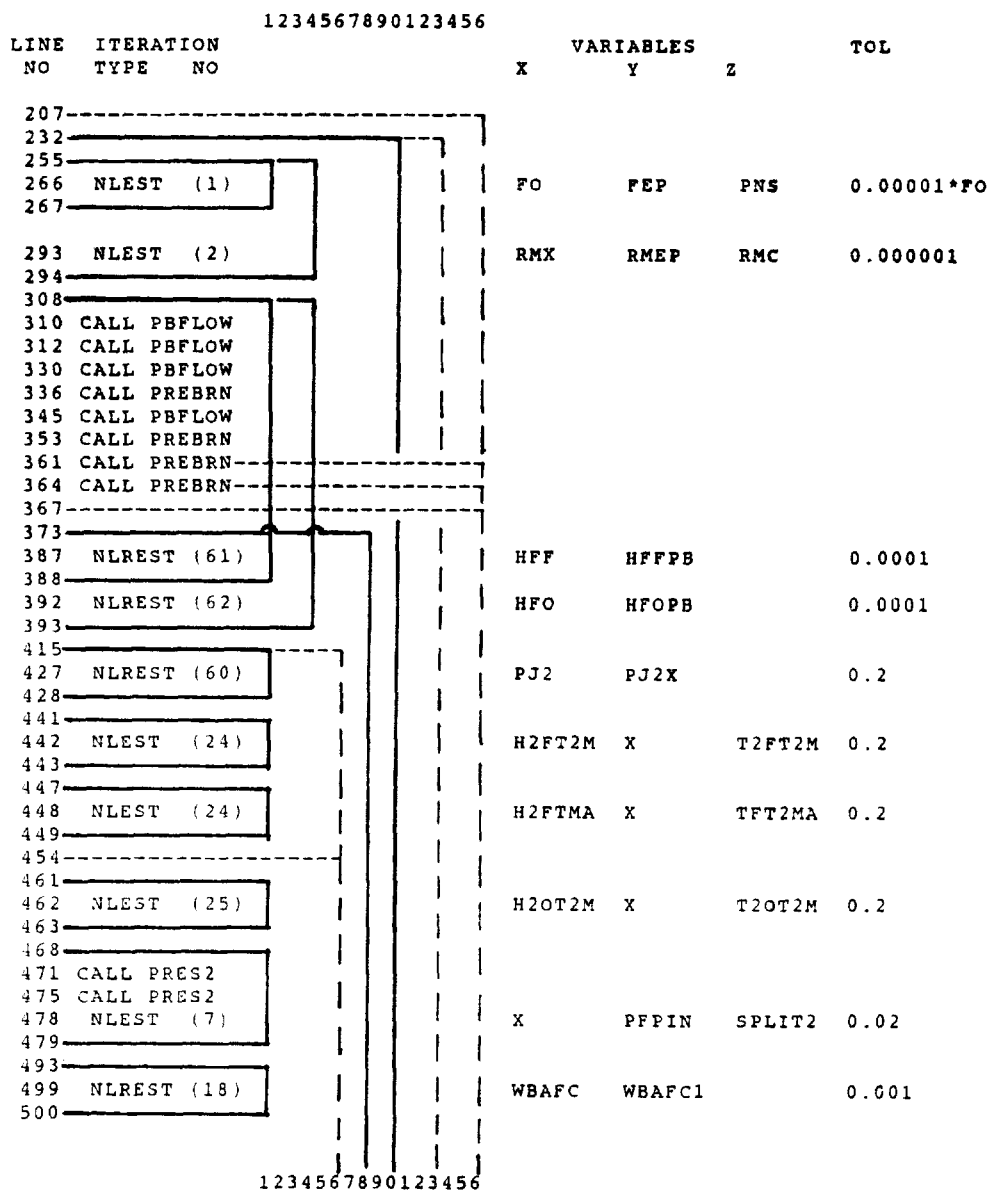 1234567890123456
LINE ITERATION VARIABLES TOL
NO TYPE NO X Y Z
207
232
255
266 NLEST (1) FO FEP PNS 0.00001*FO
267
293 NLEST (2) RMX RMEP RMC 0.000001
294
308
310 CALL PBFLOW
312 CALL PBFLOW
330 CALL PBFLOW
336 CALL PREBRN
345 CALL PBFLOW
353 CALL PREBRN
361 CALL PREBRN
364 CALL PREBRN
367
373
387 NLREST (61) HFF HFFPB 0.0001
388
392 NLREST (62) HFO HFOPB 0.0001
393
415
427 NLREST (60) PJ2 PJ2X 0.2
428
441
442 NLEST (24) H2FT2M X T2FT2M 0.2
443
447
448 NLEST (24) H2FTMA X TFT2MA 0.2
449
454
461
462 NLEST (25) H2OT2M X T2OT2M 0.2
463
468
471 CALL PRES2
475 CALL PRES2
478 NLEST (7) X PFPIN SPLIT2 0.02
479
493
499 NLREST (18) WBAFC WBAFC1 0.001
500
1234567890123456